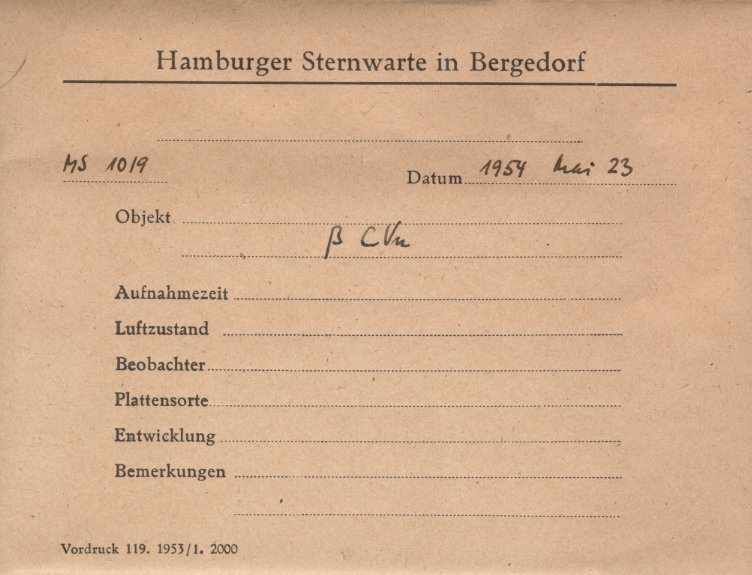 Hamburger Sternwarte in Bergedorf
MS 1019 Datum 1954 Mai 23
Objekt
β CVn
Aufnahmezeit
Luftzustand
Beobachter
Plattensorte
Entwicklung
Bemerkungen
Vordruck 119. 1953/1. 2000